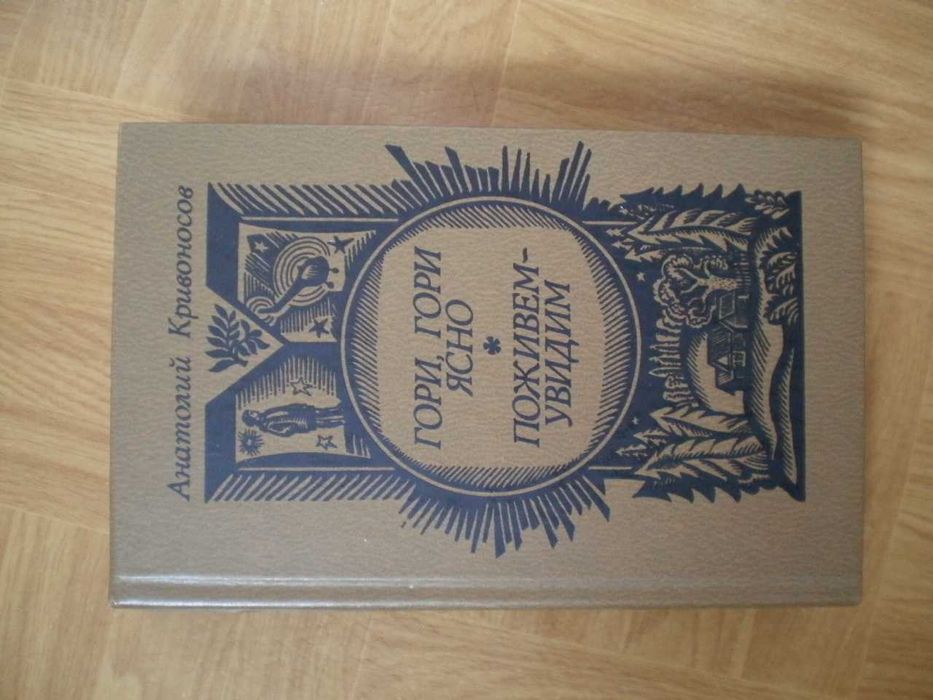 Анатолий Кривоносов
ГОРИ, ГОРИ
ЯСНО
*
ПОЖИВЕМ-
УВИДИМ